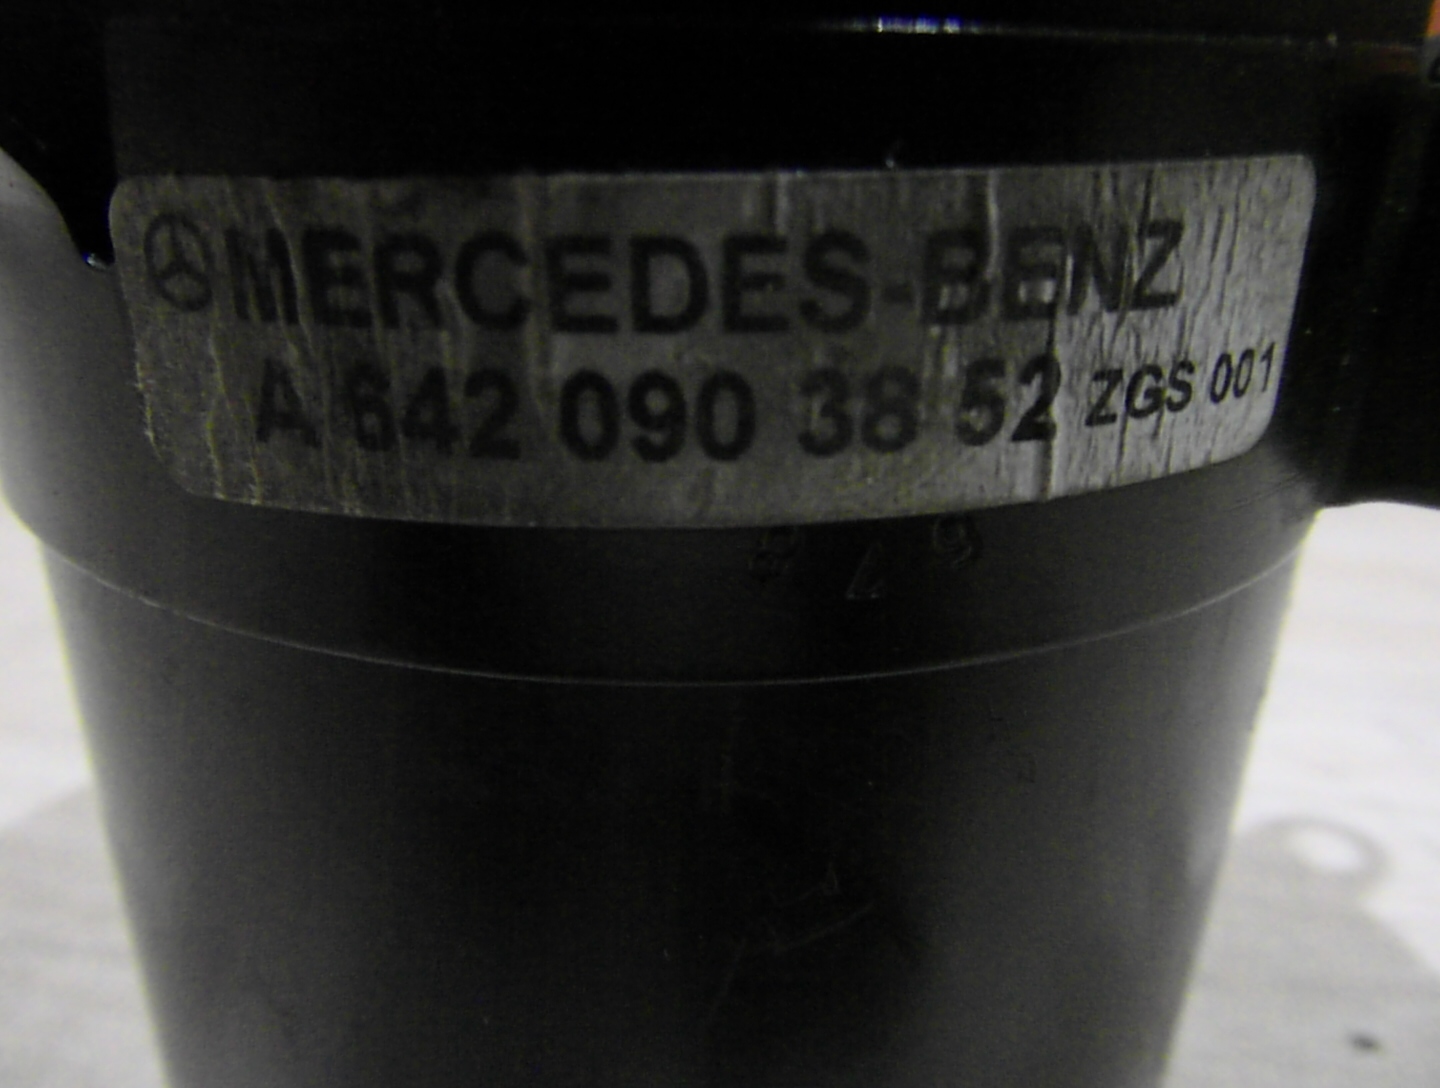 MERCEDES-BENZ
A 642 090 38 52 ZGS 001